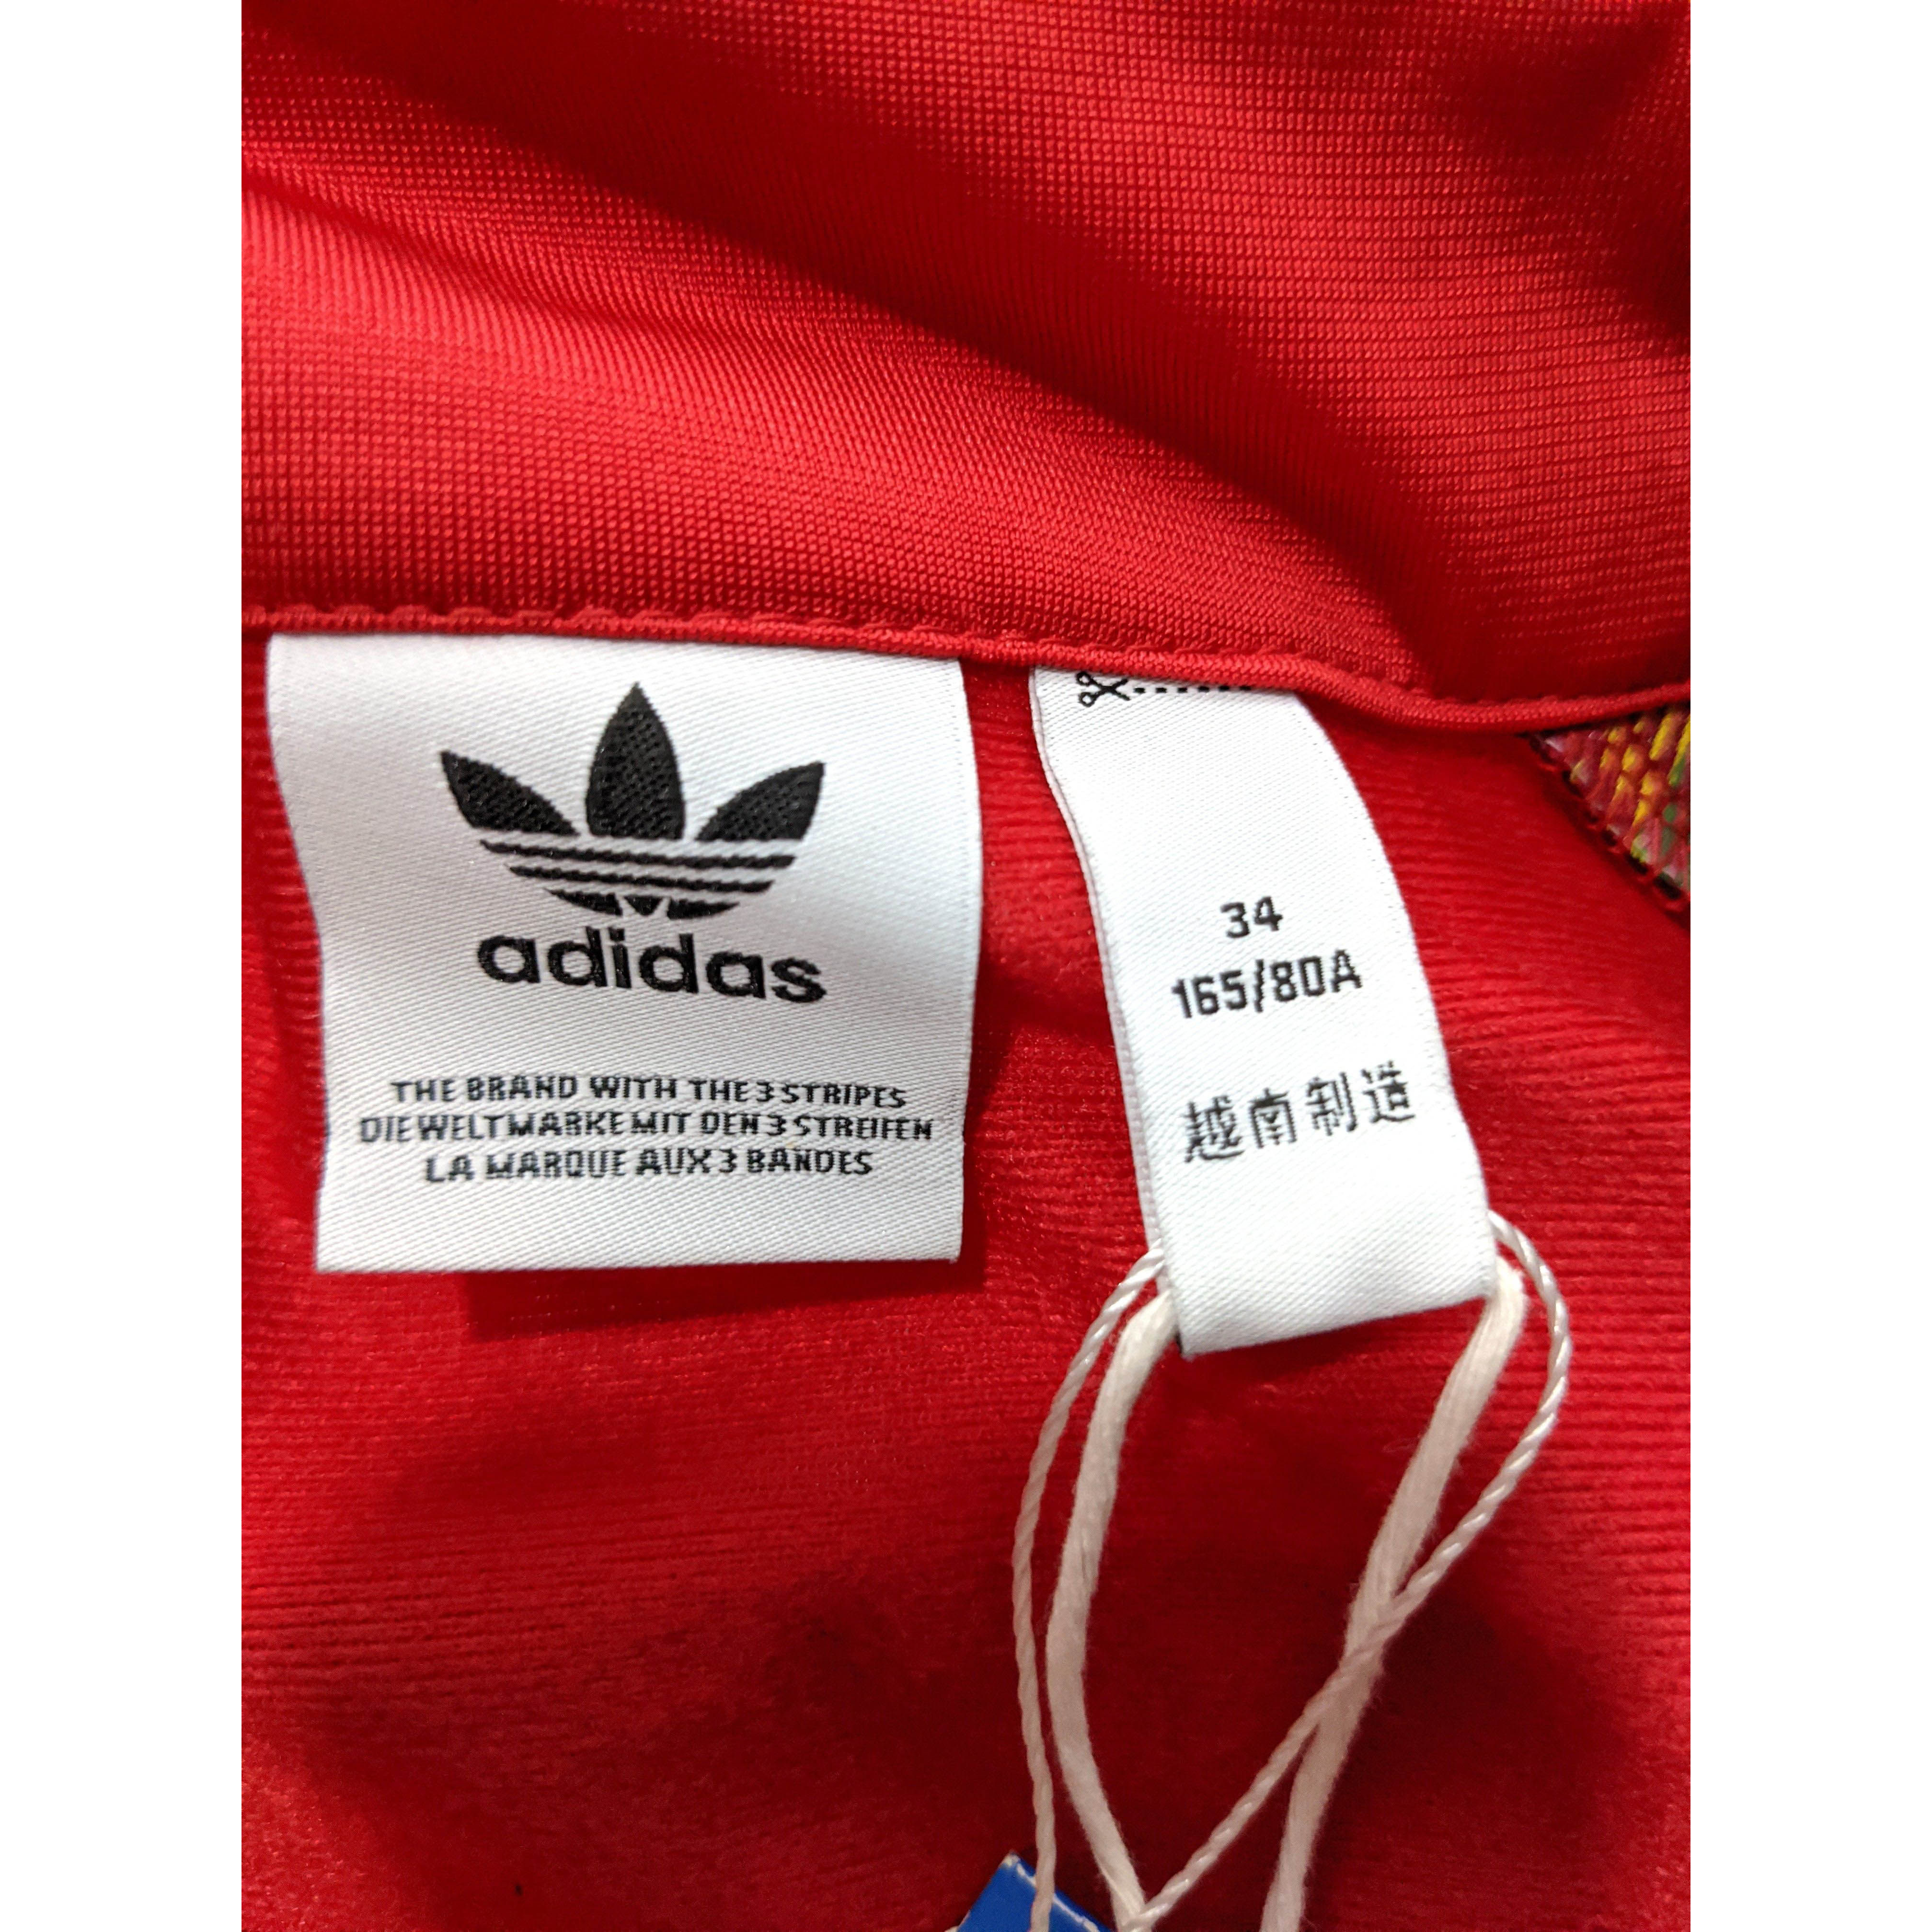 adidas
THE BRAND WITH THE 3 STRIPES
DIE WELTMARKE MIT DEN 3 STREIFEN
LA MARQUE AUX 3 BANDES
34
165/80A
越南制造